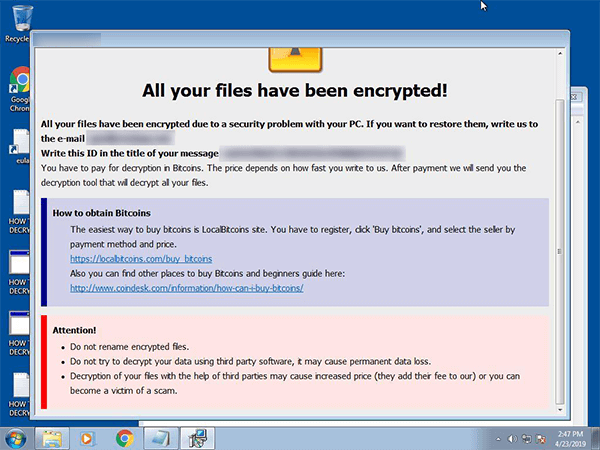 Recycle
Google
Chrom
eula
HOW T
DECRY
HOW T
DECRY
HOW T
DECRY
HOW T
DECRY
All your files have been encrypted!
All your files have been encrypted due to a security problem with your PC. If you want to restore them, write us to
the e-mail
Write this ID in the title of your message
You have to pay for decryption in Bitcoins. The price depends on how fast you write to us. After payment we will send you the
decryption tool that will decrypt all your files.
How to obtain Bitcoins
The easiest way to buy bitcoins is LocalBitcoins site. You have to register, click 'Buy bitcoins', and select the seller by
payment method and price.
https://localbitcoins.com/buy_bitcoins
Also you can find other places to buy Bitcoins and beginners guide here:
http://www.coindesk.com/information/how-can-i-buy-bitcoins/
Attention!
Do not rename encrypted files.
Do not try to decrypt your data using third party software, it may cause permanent data loss.
Decryption of your files with the help of third parties may cause increased price (they add their fee to our) or you can
become a victim of a scam.
2:47 PM
4/23/2019